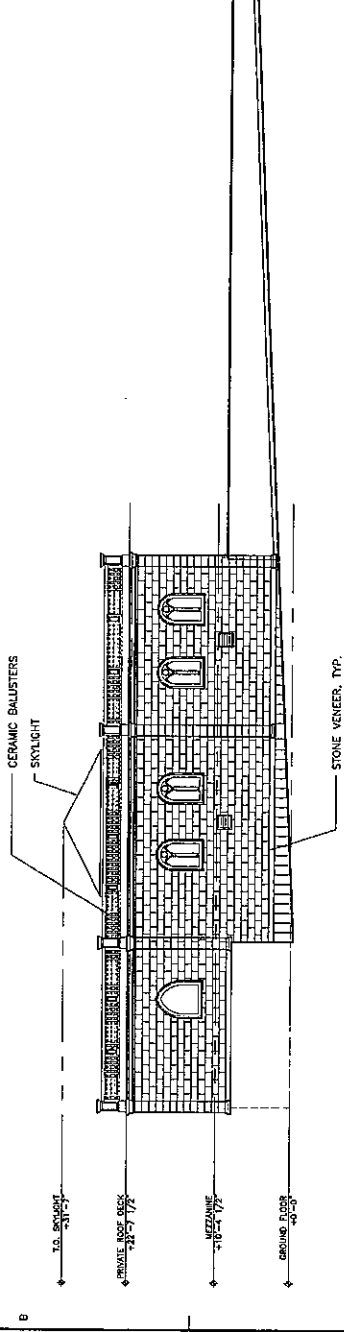 CERAMIC BALUSTERS
SKYLIGHT
T.O. SKYLIGHT
+31'-7"
PRIVATE ROOF DECK
+22'-7 1/2"
MEZZANINE
+10'-4 1/2"
GROUND FLOOR
+0'-0"
STONE VENEER, TYP.
B